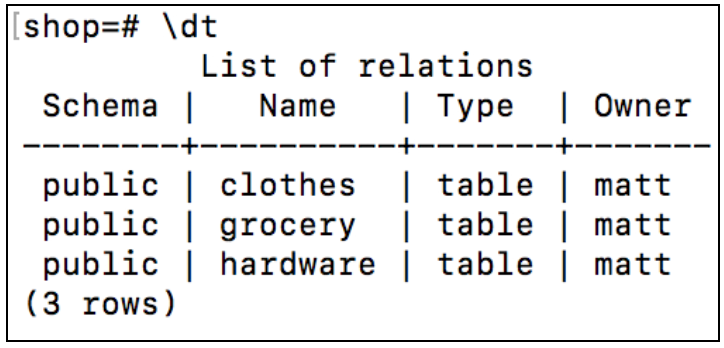 [shop=# \dt
         List of relations
 Schema |   Name   | Type  | Owner
--------+----------+-------+-------
 public | clothes  | table | matt
 public | grocery  | table | matt
 public | hardware | table | matt
(3 rows)